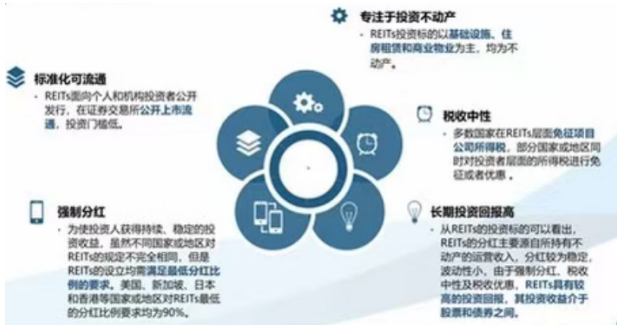 专注于投资不动产
• REITs投资标的以基础设施、住
房租赁和商业物业为主，均为不
动产。
标准化可流通
• REITs面向个人和机构投资者公开
发行，在证券交易所公开上市流
通，投资门槛低。
税收中性
• 多数国家在REITs层面免征项目
公司所得税，部分国家或地区同
时对投资者层面的所得税进行免
征或者优惠 。
强制分红
• 为使投资人获得持续、稳定的投
资收益，虽然不同国家或地区对
REITs的规定不完全相同，但是
REITs的设立均需满足最低分红比
例的要求。美国、新加坡、日本
和香港等国家或地区对REITs最低
的分红比例要求均为90%。
长期投资回报高
• 从REITs的投资标的可以看出，
REITs的分红主要源自所持有不
动产的运营收入，分红较为稳定，
波动性小，由于强制分红、税收
中性及税收优惠，REITs具有较
高的投资回报，其投资收益介于
股票和债券之间。